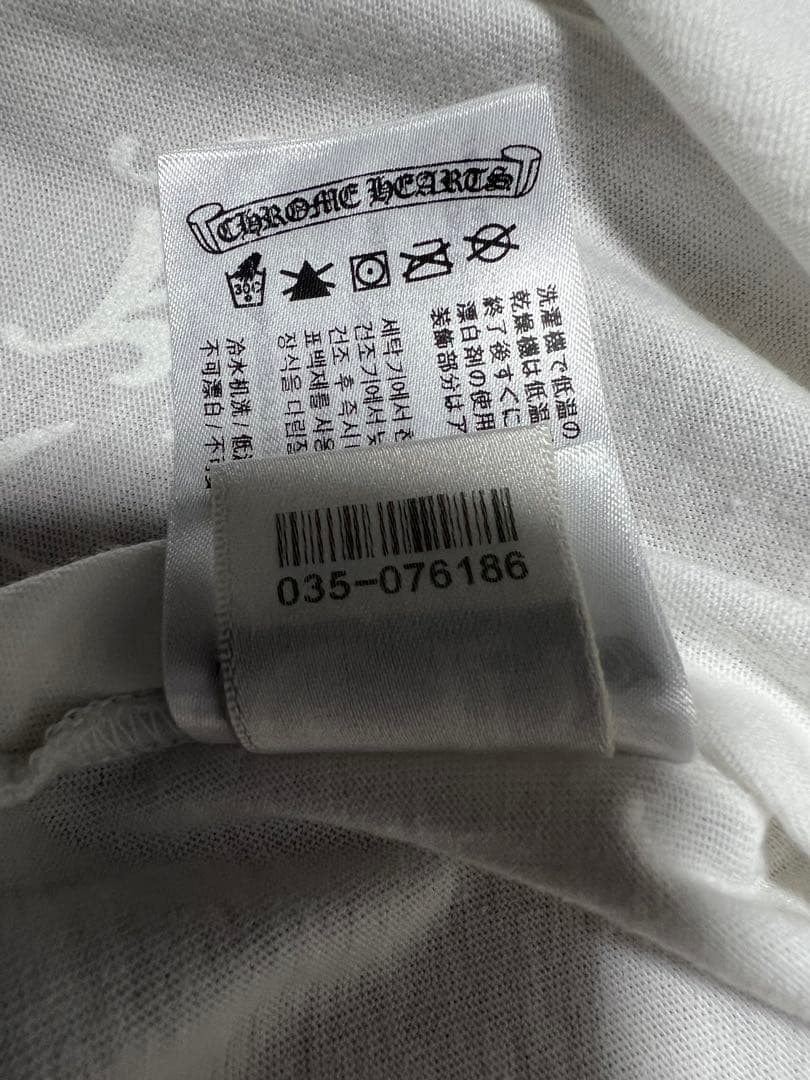 CHROME HEARTS
30C
洗濯機で低温の
乾燥機は低温
終了後すぐに
漂白剤の使用
装飾部分はア
세탁기에서
건조기에서
건조 후 즉시
표백제를 사용
장식을 다림질
冷水机洗/低
不可漂白/不
035-076186